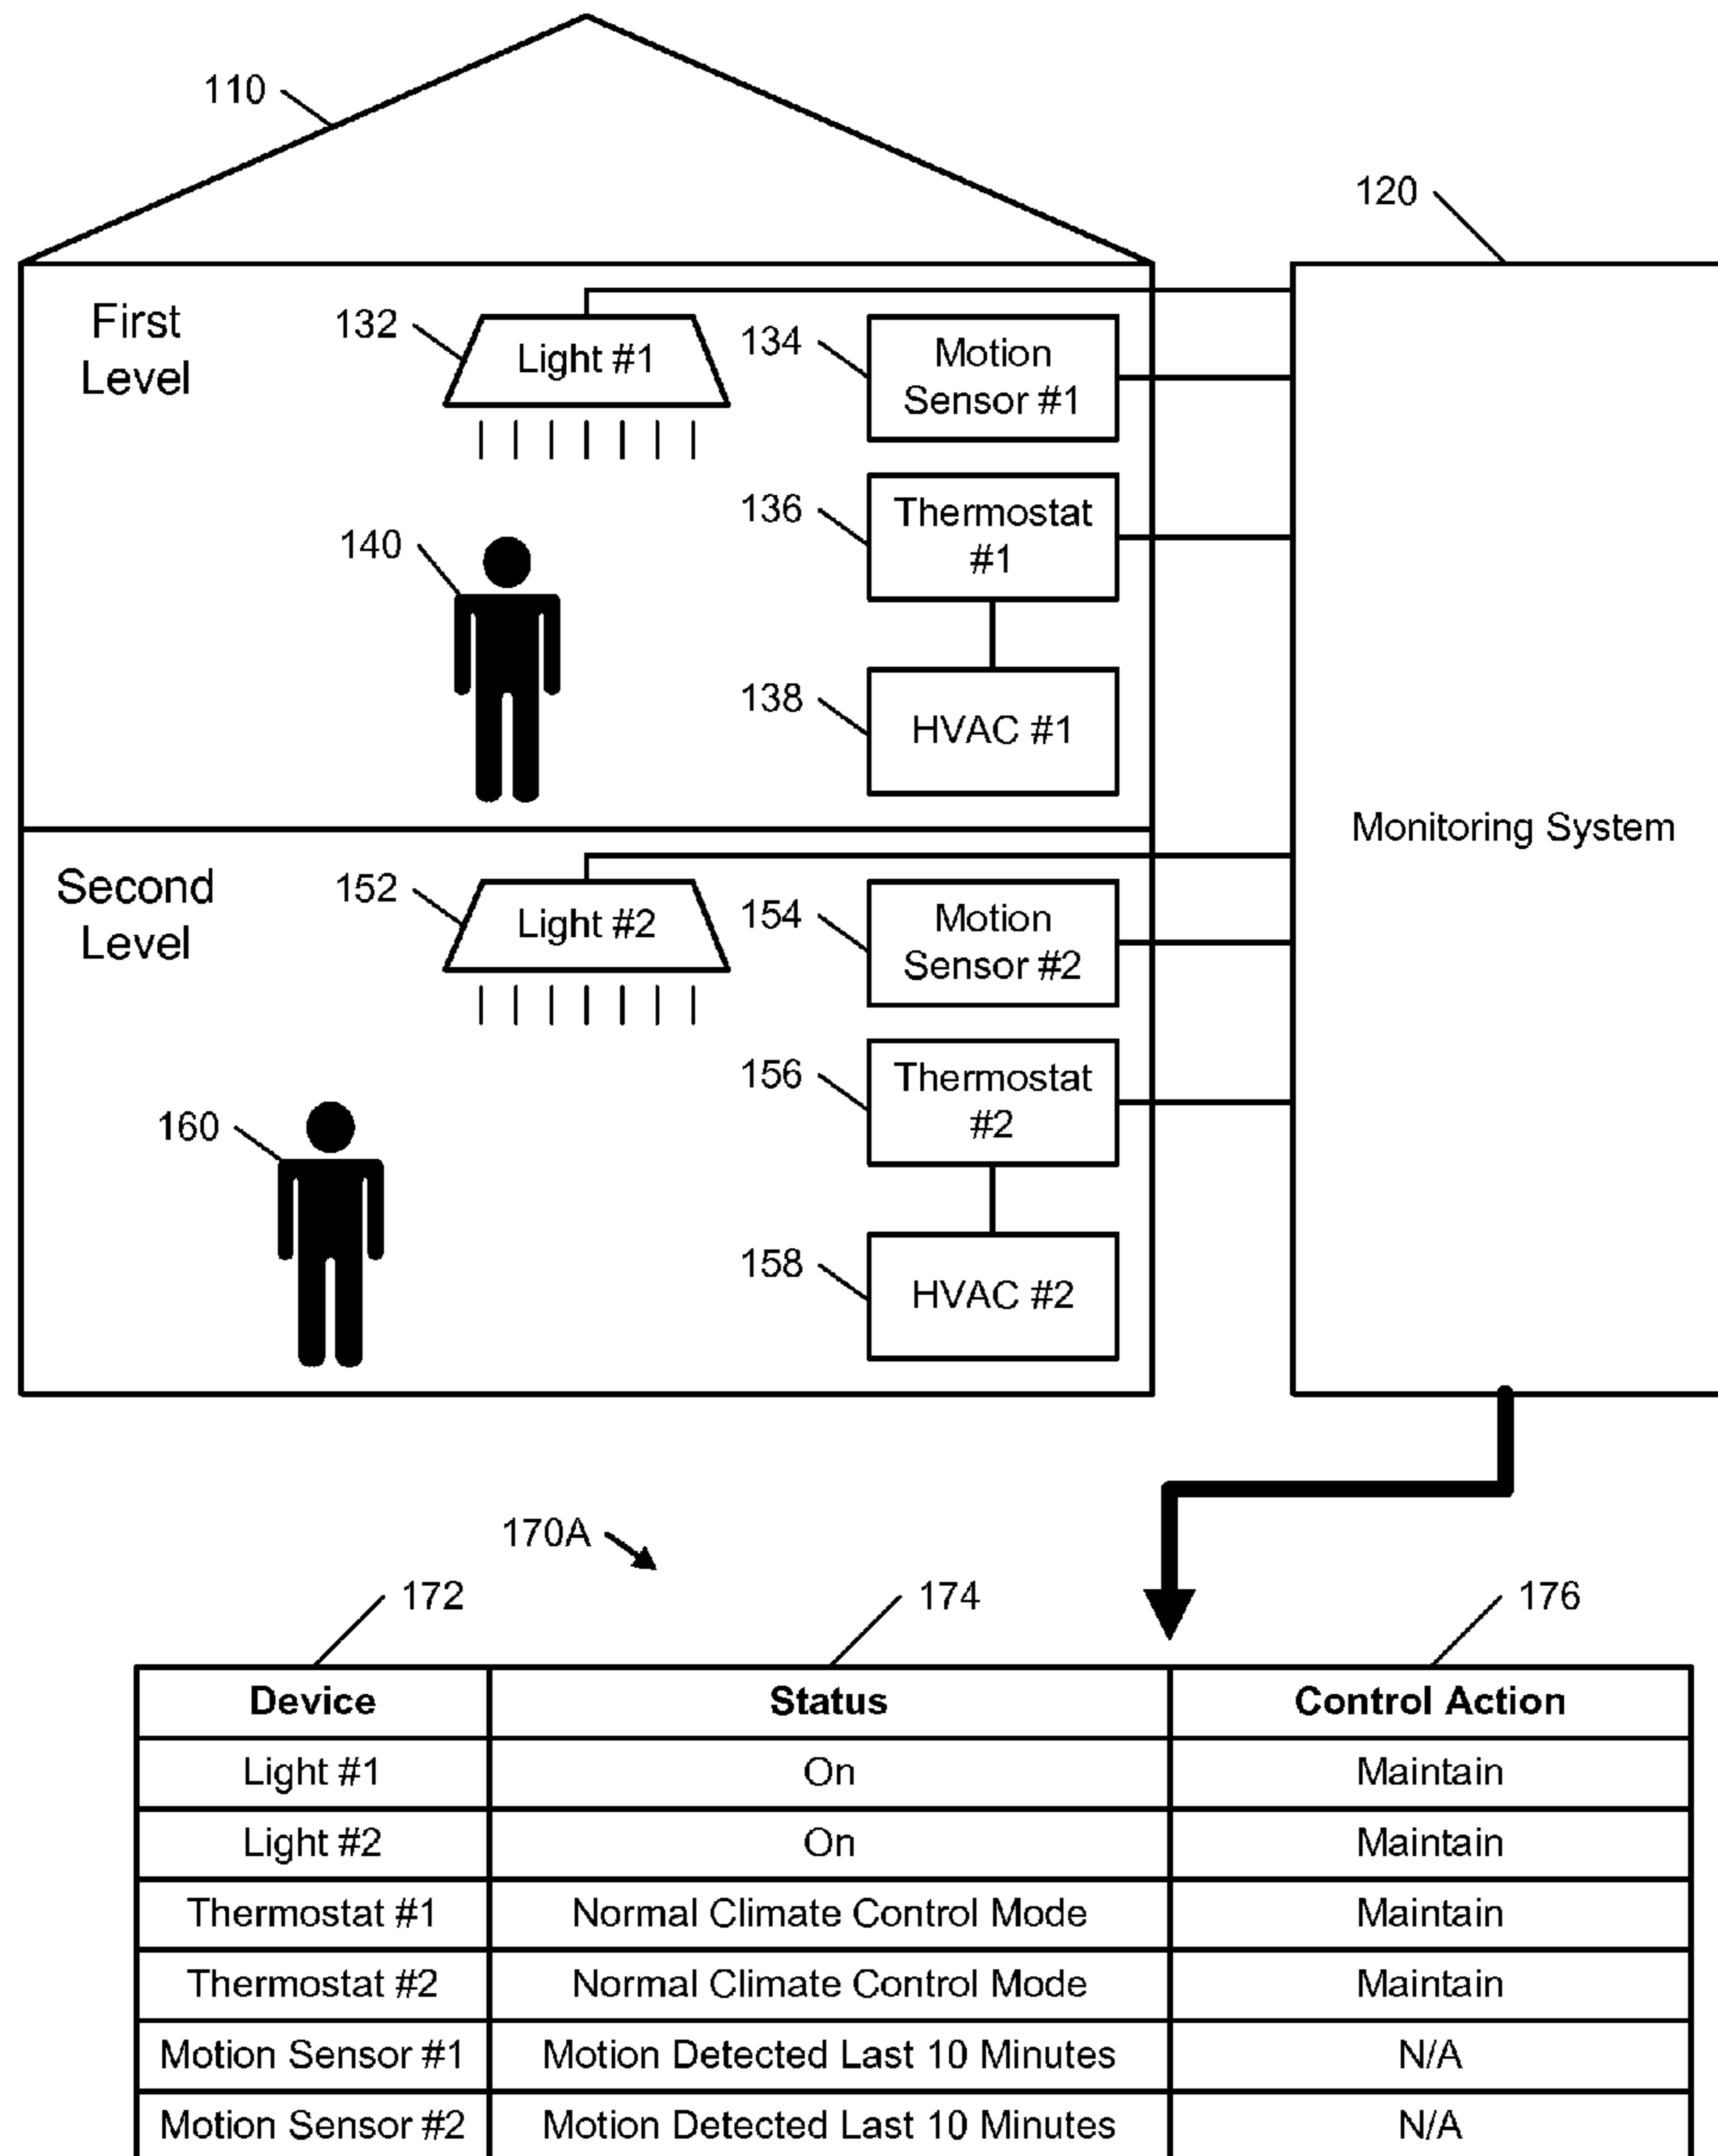 110
120
First
Level
132
Light #1
134
Motion
Sensor #1
136
Thermostat
#1
140
138
HVAC #1
Monitoring System
Second
Level
152
Light #2
154
Motion
Sensor #2
156
Thermostat
#2
160
158
HVAC #2
170A
172
174
176
Device Status Control Action
Light #1 On Maintain
Light #2 On Maintain
Thermostat #1 Normal Climate Control Mode Maintain
Thermostat #2 Normal Climate Control Mode Maintain
Motion Sensor #1 Motion Detected Last 10 Minutes N/A
Motion Sensor #2 Motion Detected Last 10 Minutes N/A